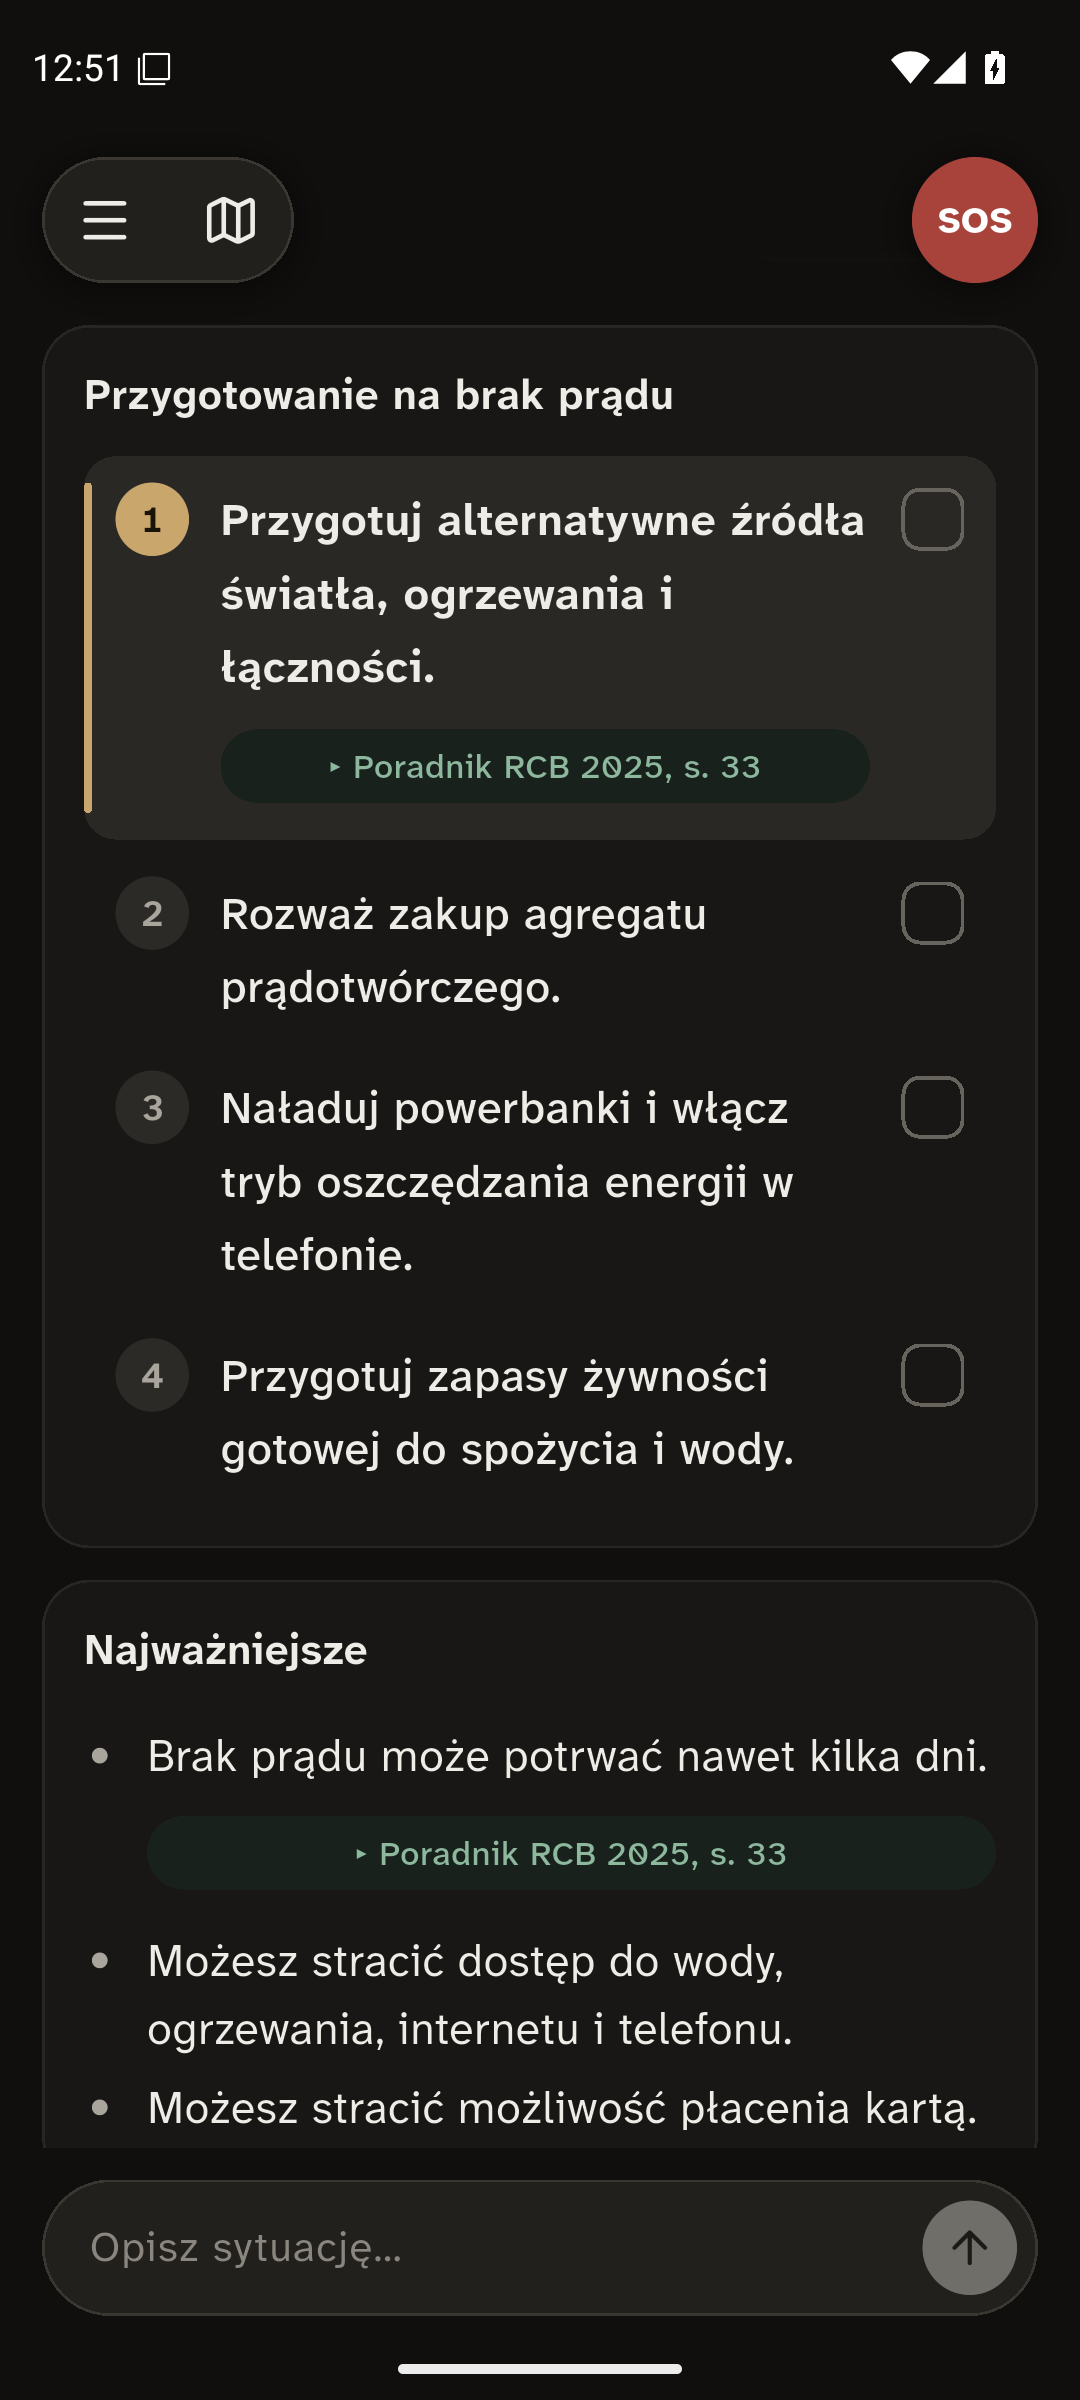 12:51
SOS
Przygotowanie na brak prądu
1 Przygotuj alternatywne źródła
światła, ogrzewania i
łączności.
▸ Poradnik RCB 2025, s. 33
2 Rozważ zakup agregatu
prądotwórczego.
3 Naładuj powerbanki i włącz
tryb oszczędzania energii w
telefonie.
4 Przygotuj zapasy żywności
gotowej do spożycia i wody.
Najważniejsze
• Brak prądu może potrwać nawet kilka dni.
▸ Poradnik RCB 2025, s. 33
• Możesz stracić dostęp do wody,
ogrzewania, internetu i telefonu.
• Możesz stracić możliwość płacenia kartą.
Opisz sytuację...